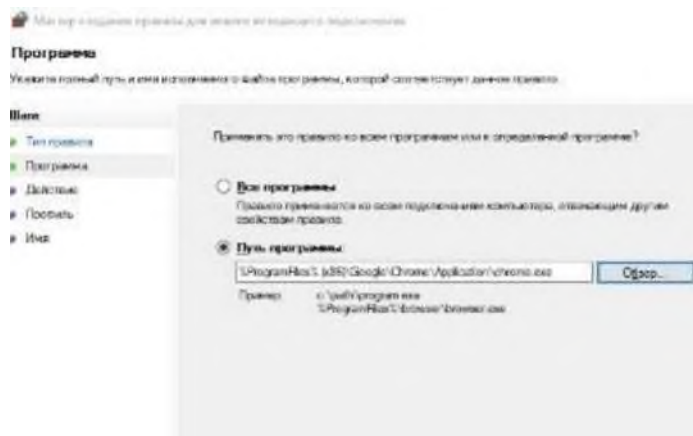 Мастер создания правила для нового исходящего подключения
Программа
Укажите полный путь и имя исполняемого файла программы, которой соответствует данное правило.
Шаги
Тип правила
Программа
Действие
Профиль
Имя
Применять это правило ко всем программам или к определенной программе?
Все программы
Правило применяется ко всем подключениям компьютера, отвечающим другим
свойствам правила.
Путь программы:
%ProgramFiles% (x86)\Google\Chrome\Application\chrome.exe
Обзор...
Пример:
c:\path\program.exe
%ProgramFiles%\browser\browser.exe